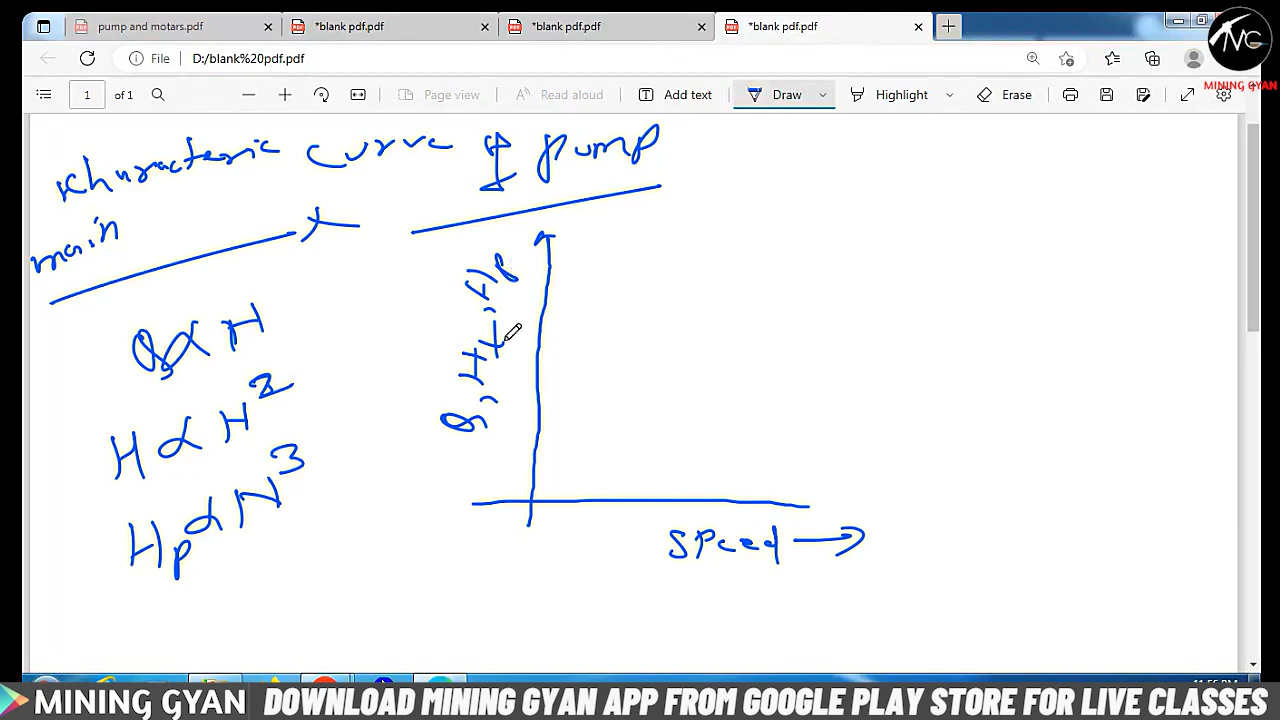 pump and motars.pdf
*blank pdf.pdf
*blank pdf.pdf
*blank pdf.pdf
File D:/blank%20pdf.pdf
1 of 1 Page view Read aloud Add text Draw Highlight Erase
MINING GYAN
Kharacteric curve of pump
main
Q ∝ N
H ∝ N²
Hp ∝ N³
Q, H, Hp
Speed →
MINING GYAN DOWNLOAD MINING GYAN APP FROM GOOGLE PLAY STORE FOR LIVE CLASSES